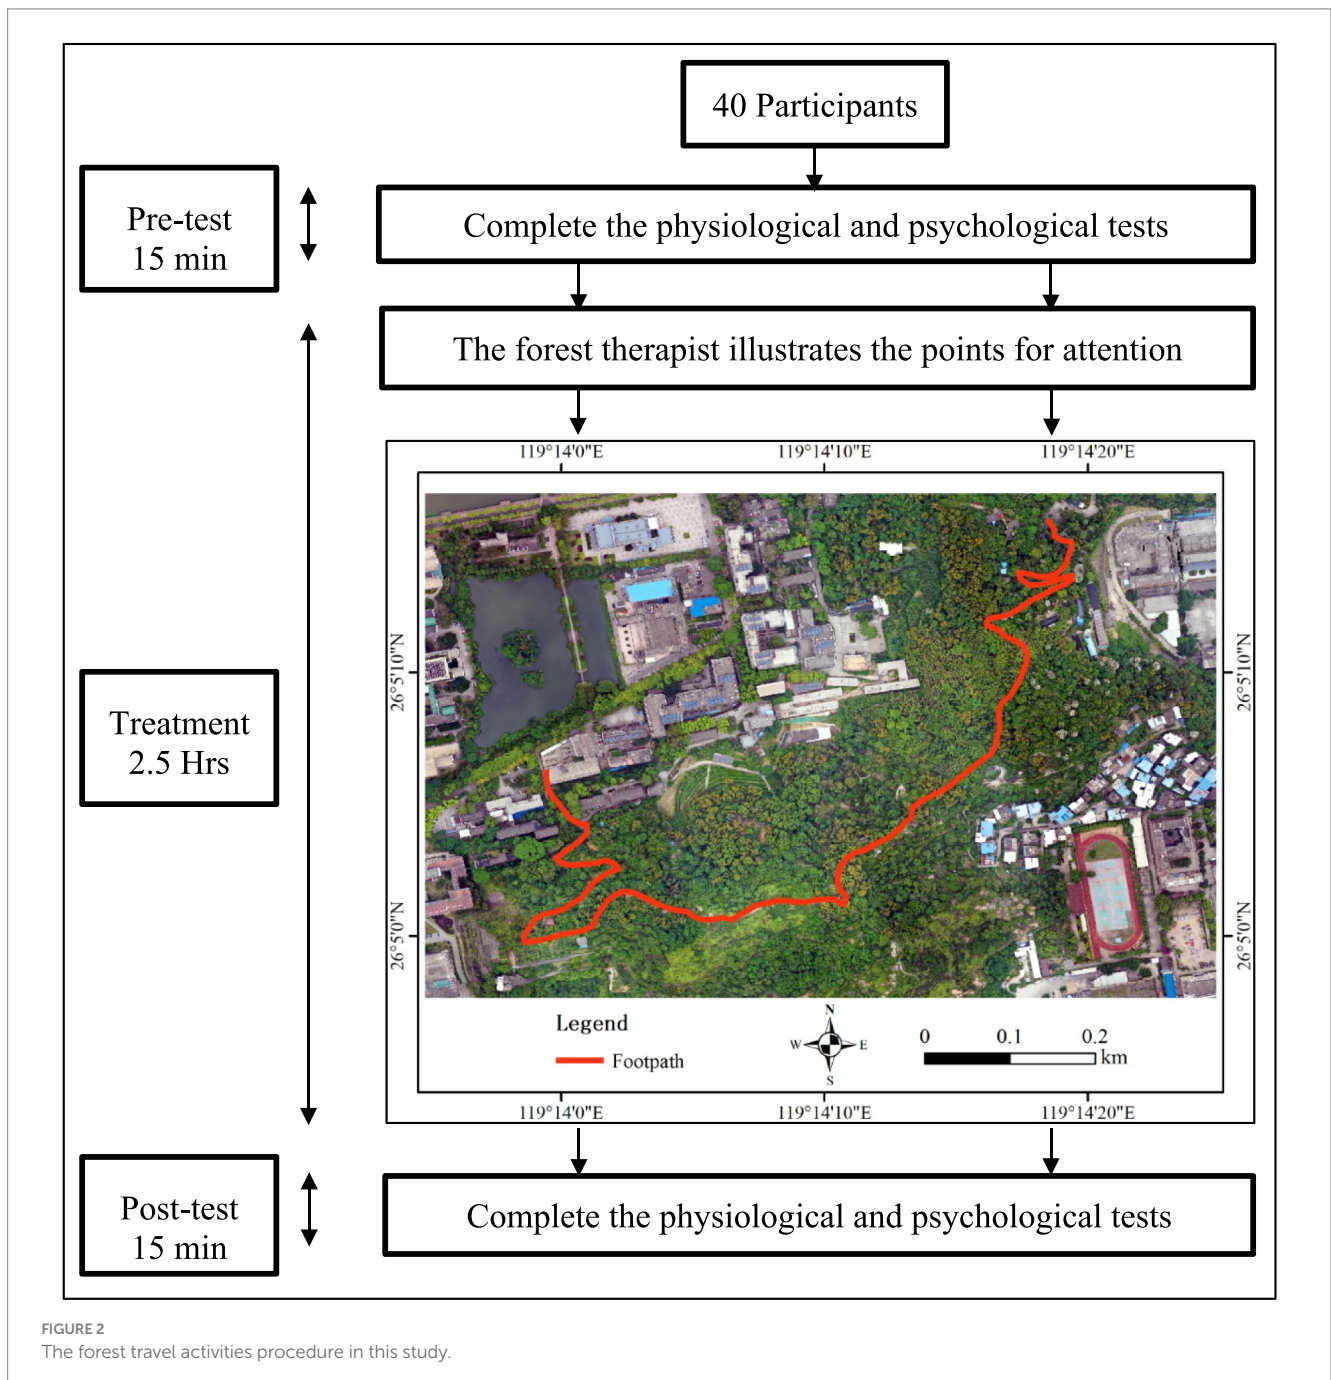 40 Participants
Pre-test
15 min
Complete the physiological and psychological tests
The forest therapist illustrates the points for attention
119°14'0"E
119°14'10"E
119°14'20"E
26°5'10"N
26°5'10"N
Treatment
2.5 Hrs
26°5'0"N
26°5'0"N
Legend
Footpath
N
W
E
S
0
0.1
0.2
km
119°14'0"E
119°14'10"E
119°14'20"E
Post-test
15 min
Complete the physiological and psychological tests
FIGURE 2
The forest travel activities procedure in this study.